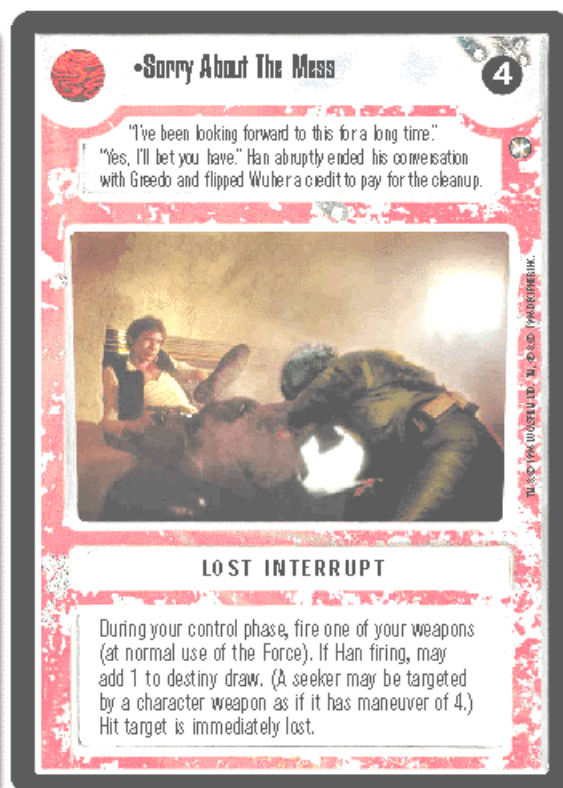 •Sorry About The Mess
4
"I've been looking forward to this for a long time."
"Yes, I'll bet you have." Han abruptly ended his conversation
with Greedo and flipped Wuher a credit to pay for the cleanup.
LOST INTERRUPT
During your control phase, fire one of your weapons
(at normal use of the Force). If Han firing, may
add 1 to destiny draw. (A seeker may be targeted
by a character weapon as if it has maneuver of 4.)
Hit target is immediately lost.